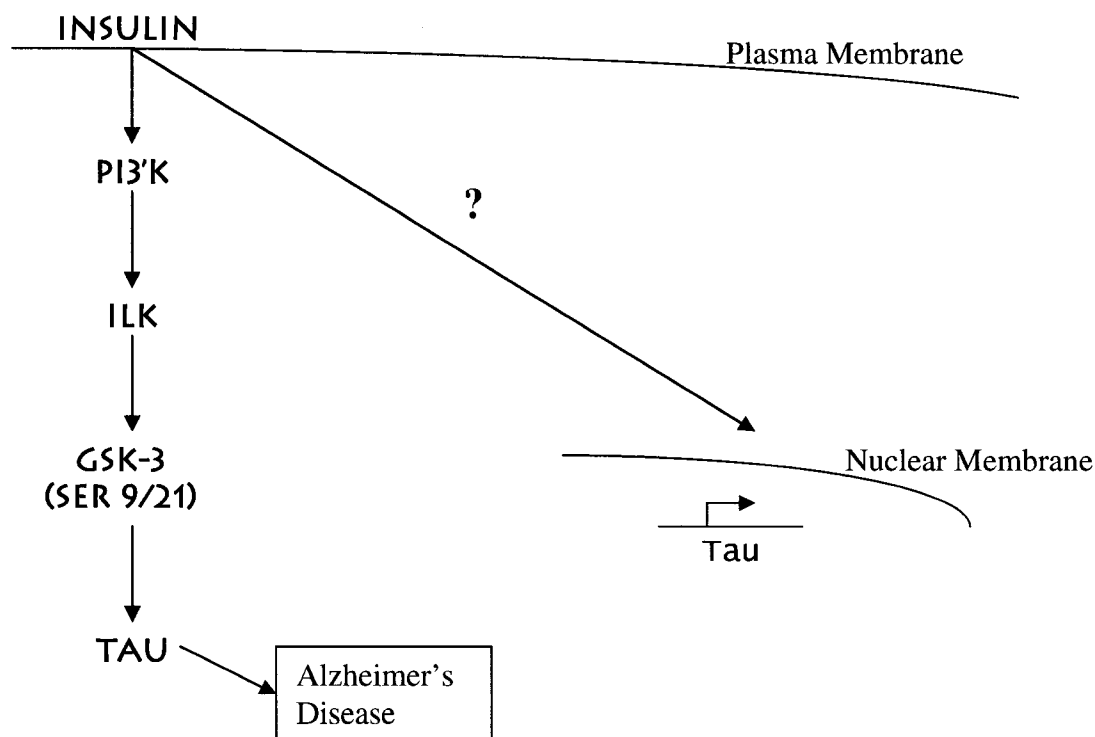 INSULIN
Plasma Membrane
PI3'K
?
ILK
GSK-3
(SER 9/21)
Nuclear Membrane
Tau
TAU
Alzheimer's
Disease